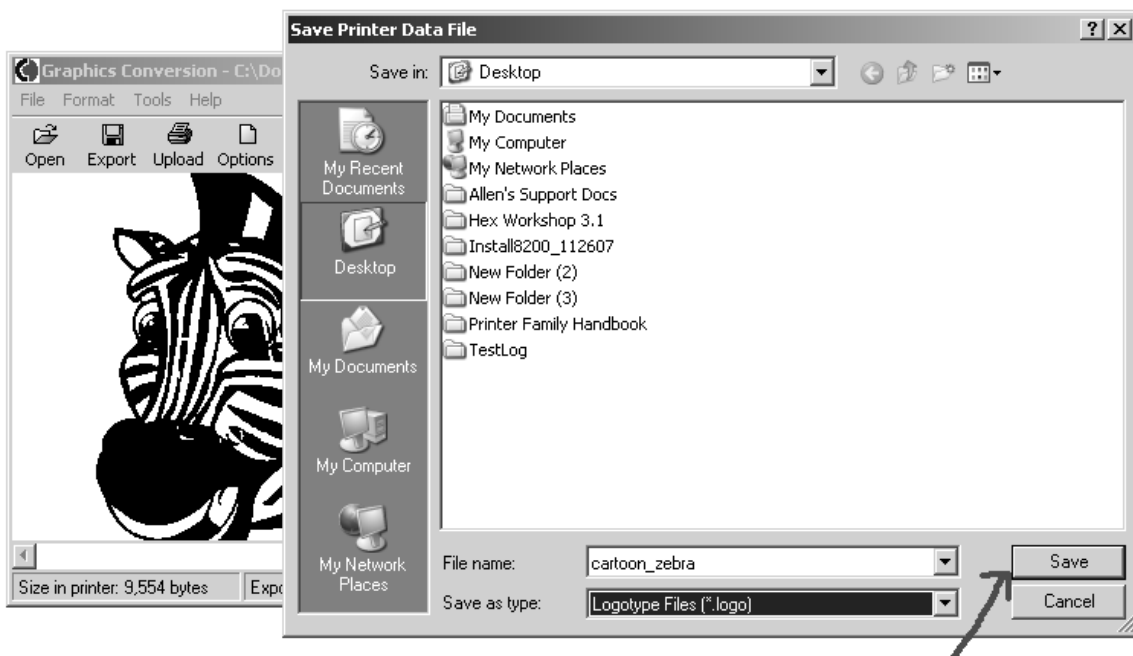 Save Printer Data File
Graphics Conversion - C:\Do
File Format Tools Help
Open Export Upload Options
Size in printer: 9,554 bytes
Save in: Desktop
My Recent
Documents
Desktop
My Documents
My Computer
My Network
Places
My Documents
My Computer
My Network Places
Allen's Support Docs
Hex Workshop 3.1
Install8200_112607
New Folder (2)
New Folder (3)
Printer Family Handbook
TestLog
File name: cartoon_zebra Save
Save as type: Logotype Files (*.logo) Cancel